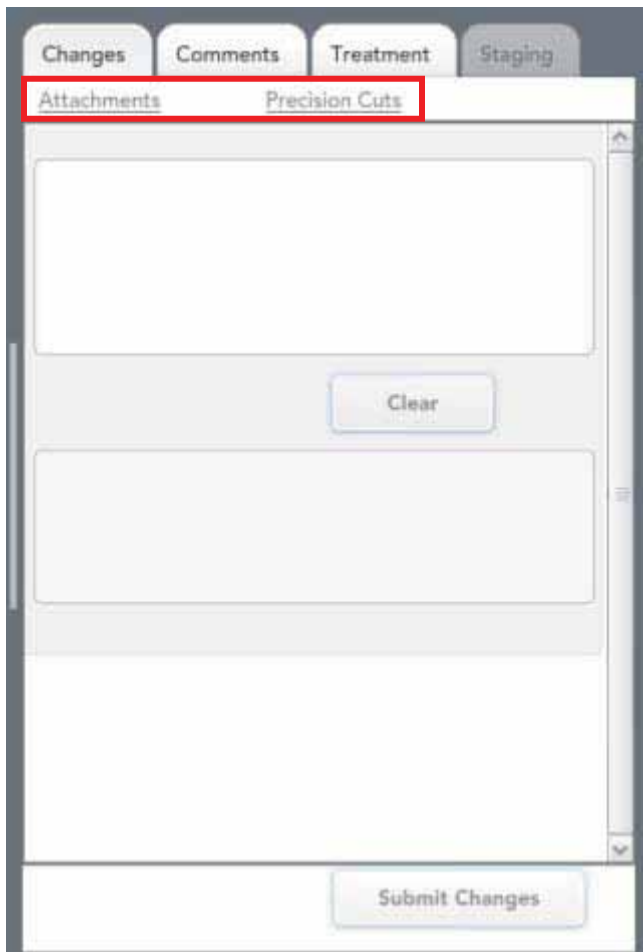 Changes Comments Treatment Staging
Attachments Precision Cuts
Clear
Submit Changes